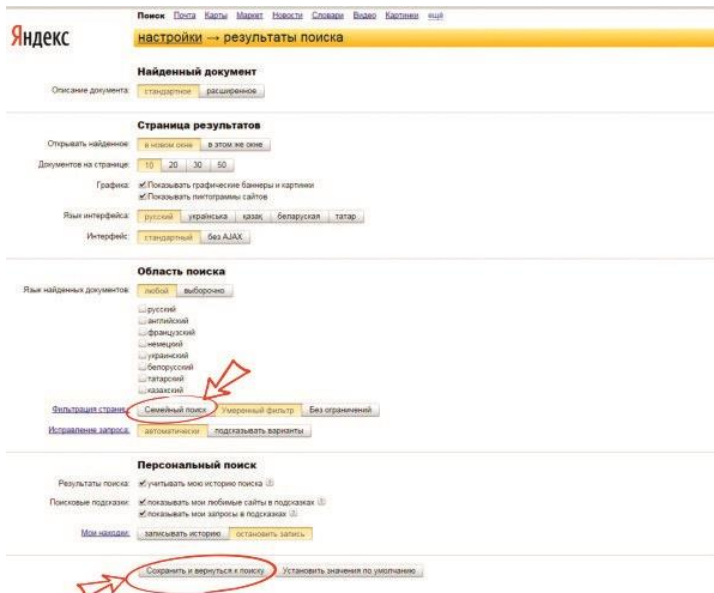 Поиск Почта Карты Маркет Новости Словари Видео Картинки ещё
Яндекс
настройки → результаты поиска
Найденный документ
Описание документа: стандартное расширенное
Страница результатов
Открывать найденное: в новом окне в этом же окне
Документов на странице: 10 20 30 50
Графика: Показывать графические баннеры и картинки
Показывать пиктограммы сайтов
Язык интерфейса: русский українська қазақ беларуская татар
Интерфейс: стандартный без AJAX
Область поиска
Язык найденных документов: любой выборочно
русский
английский
французский
немецкий
украинский
белорусский
татарский
казахский
Фильтрация страниц: Семейный поиск Умеренный фильтр Без ограничений
Исправление запроса: автоматически подсказывать варианты
Персональный поиск
Результаты поиска: учитывать мою историю поиска
Поисковые подсказки: показывать мои любимые сайты в подсказках
показывать мои запросы в подсказках
Мои находки: записывать историю остановить запись
Сохранить и вернуться к поиску Установить значения по умолчанию